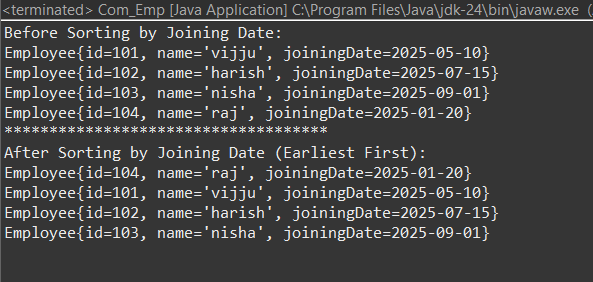 <terminated> Com_Emp [Java Application] C:\Program Files\Java\jdk-24\bin\javaw.exe (
Before Sorting by Joining Date:
Employee{id=101, name='vijju', joiningDate=2025-05-10}
Employee{id=102, name='harish', joiningDate=2025-07-15}
Employee{id=103, name='nisha', joiningDate=2025-09-01}
Employee{id=104, name='raj', joiningDate=2025-01-20}
************************************
After Sorting by Joining Date (Earliest First):
Employee{id=104, name='raj', joiningDate=2025-01-20}
Employee{id=101, name='vijju', joiningDate=2025-05-10}
Employee{id=102, name='harish', joiningDate=2025-07-15}
Employee{id=103, name='nisha', joiningDate=2025-09-01}